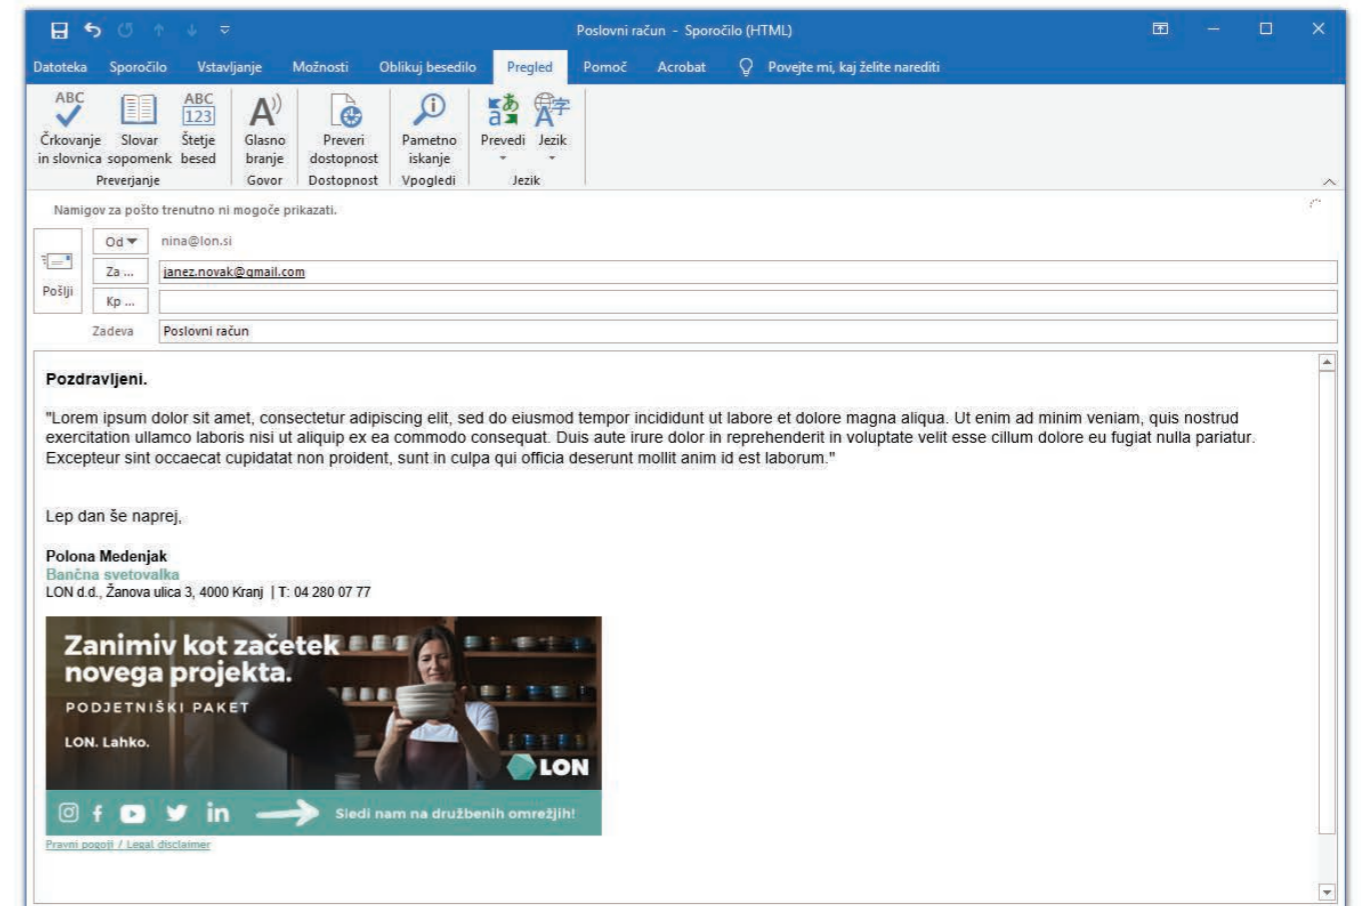 Poslovni račun - Sporočilo (HTML)
Datoteka Sporočilo Vstavljanje Možnosti Oblikuj besedilo Pregled Pomoč Acrobat Povejte mi, kaj želite narediti
ABC ABC 123
Črkovanje in slovnica
Slovar sopomenk
Štetje besed
Glasno branje
Preveri dostopnost
Pametno iskanje
Prevedi
Jezik
Preverjanje Govor Dostopnost Vpogledi Jezik
Namigov za pošto trenutno ni mogoče prikazati.
Pošlji
Od nina@lon.si
Za ... janez.novak@gmail.com
Kp ...
Zadeva Poslovni račun
Pozdravljeni.
"Lorem ipsum dolor sit amet, consectetur adipiscing elit, sed do eiusmod tempor incididunt ut labore et dolore magna aliqua. Ut enim ad minim veniam, quis nostrud
exercitation ullamco laboris nisi ut aliquip ex ea commodo consequat. Duis aute irure dolor in reprehenderit in voluptate velit esse cillum dolore eu fugiat nulla pariatur.
Excepteur sint occaecat cupidatat non proident, sunt in culpa qui officia deserunt mollit anim id est laborum."
Lep dan še naprej,
Polona Medenjak
Bančna svetovalka
LON d.d., Žanova ulica 3, 4000 Kranj | T: 04 280 07 77
Zanimiv kot začetek
novega projekta.
PODJETNIŠKI PAKET
LON. Lahko.
LON
Sledi nam na družbenih omrežjih!
Pravni pogoji / Legal disclaimer